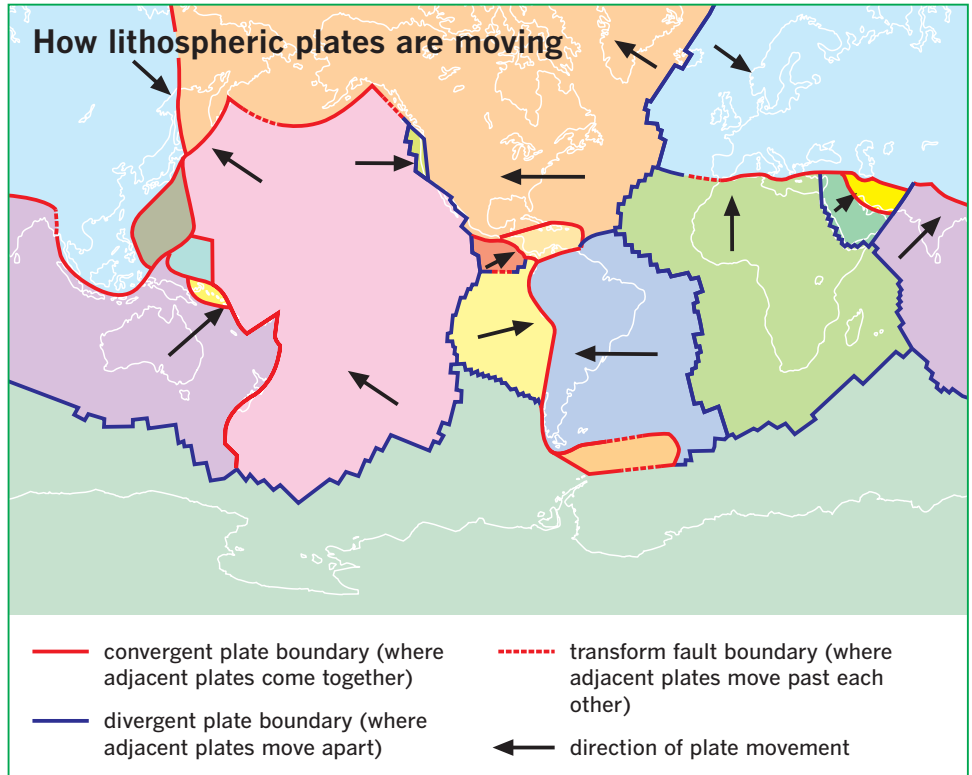 How lithospheric plates are moving
convergent plate boundary (where
adjacent plates come together)
divergent plate boundary (where
adjacent plates move apart)
transform fault boundary (where
adjacent plates move past each
other)
direction of plate movement